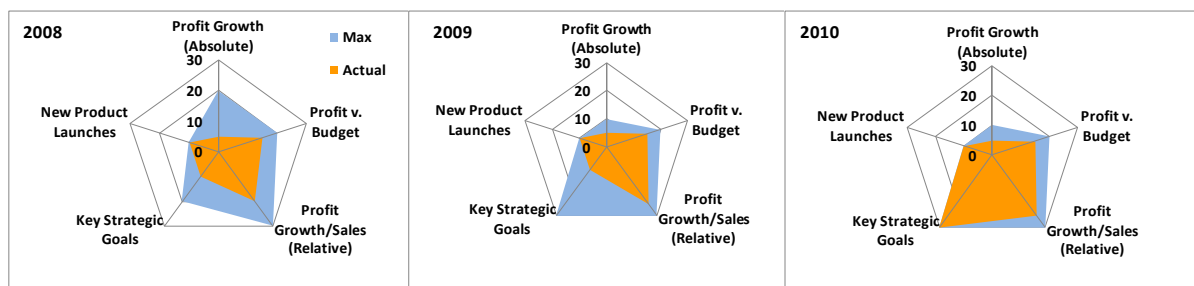 2008
Profit Growth
(Absolute)
Max
Actual
30
20
10
0
New Product
Launches
Profit v.
Budget
Key Strategic
Goals
Profit
Growth/Sales
(Relative)
2009
Profit Growth
(Absolute)
30
20
10
0
New Product
Launches
Profit v.
Budget
Key Strategic
Goals
Profit
Growth/Sales
(Relative)
2010
Profit Growth
(Absolute)
30
20
10
0
New Product
Launches
Profit v.
Budget
Key Strategic
Goals
Profit
Growth/Sales
(Relative)